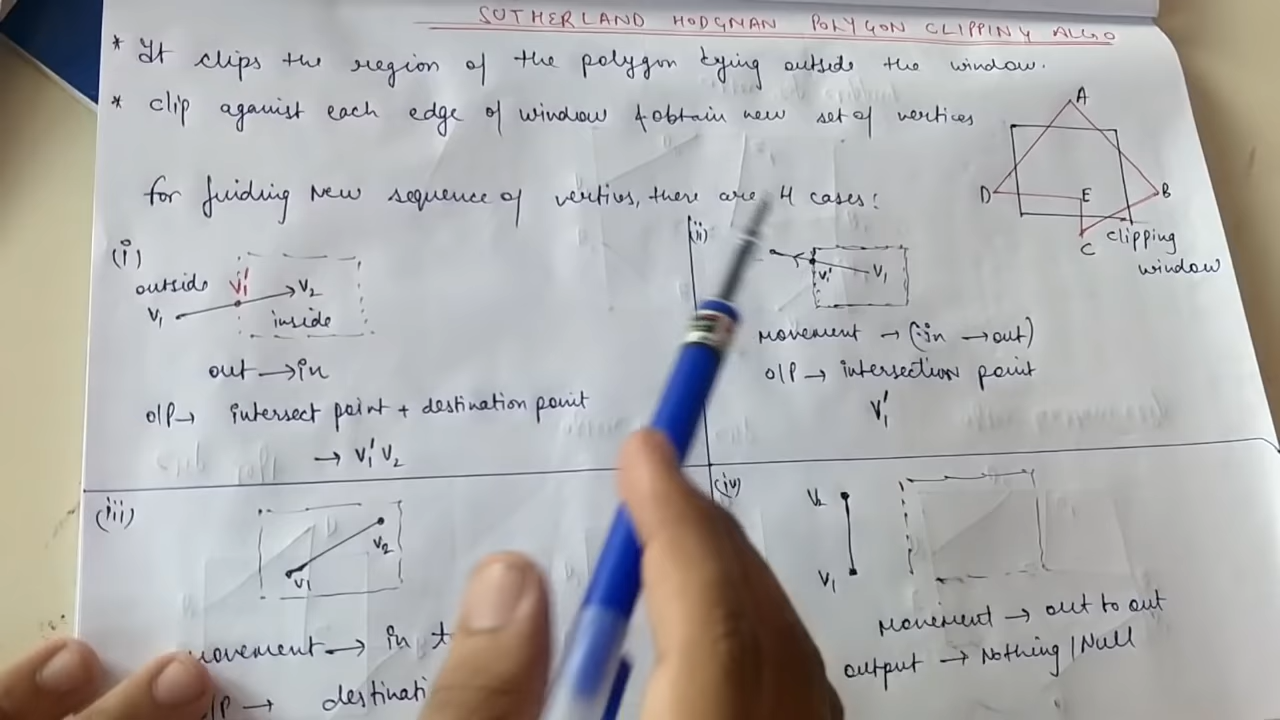 SUTHERLAND HODGMAN POLYGON CLIPPING ALGO
* It clips the region of the polygon lying outside the window.
* clip against each edge of window & obtain new set of vertices
for finding New sequence of vertices, there are 4 cases:
A
D
E
B
C
clipping
window
(i)
outside
V1'
V2
V1
inside
out → in
O/P → intersect point + destination point
→ V1' V2
(ii)
V1'
V1
Movement → (in → out)
O/P → intersection point
V1'
(iii)
V2
V1
Movement → in t
O/P → destinati
(iv)
V2
V1
Movement → out to out
output → Nothing / Null